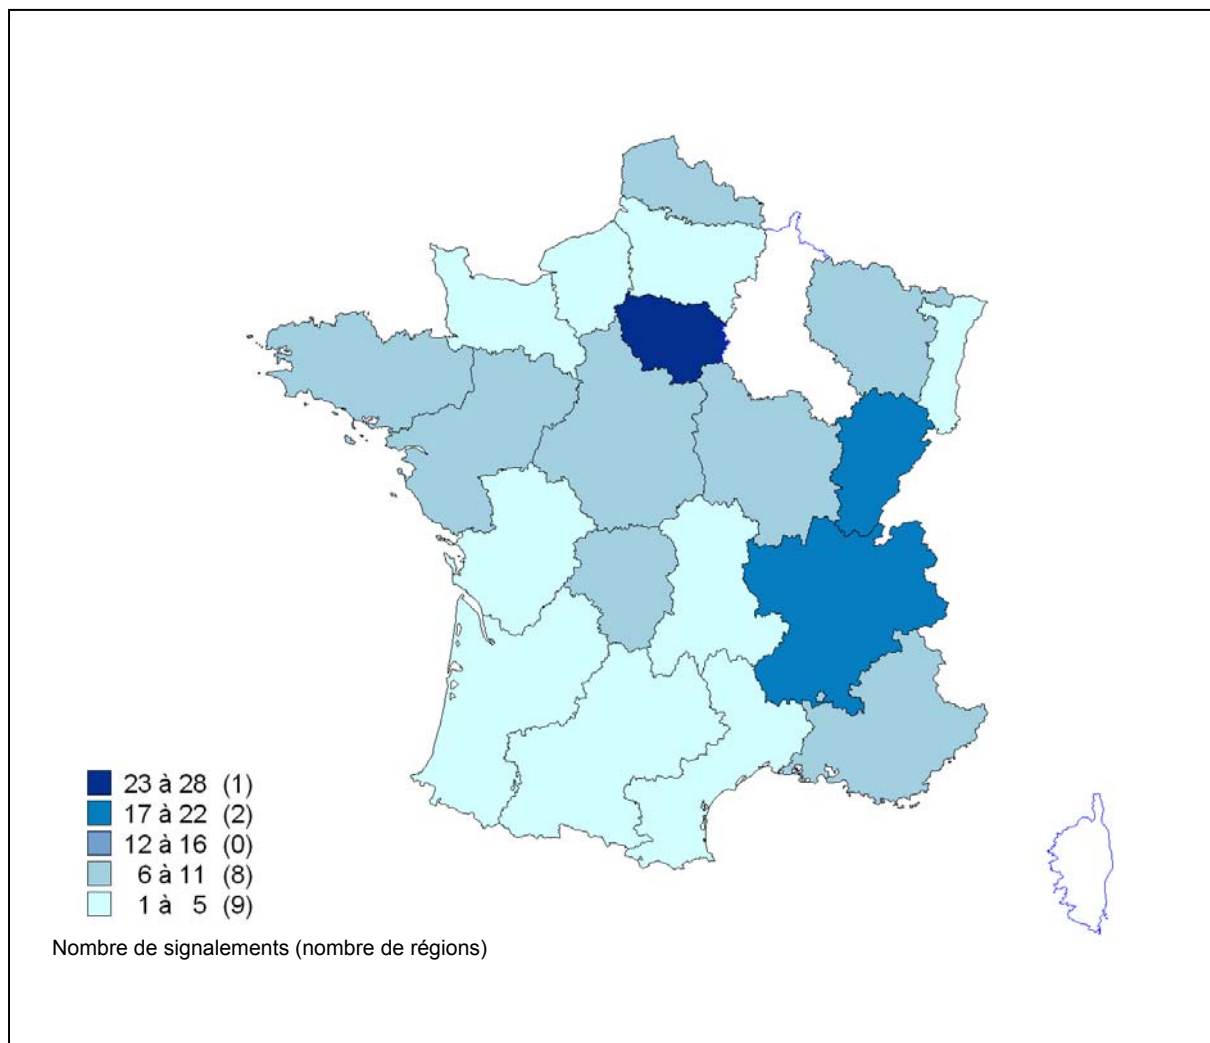 23 à 28 (1)
17 à 22 (2)
12 à 16 (0)
6 à 11 (8)
1 à 5 (9)
Nombre de signalements (nombre de régions)